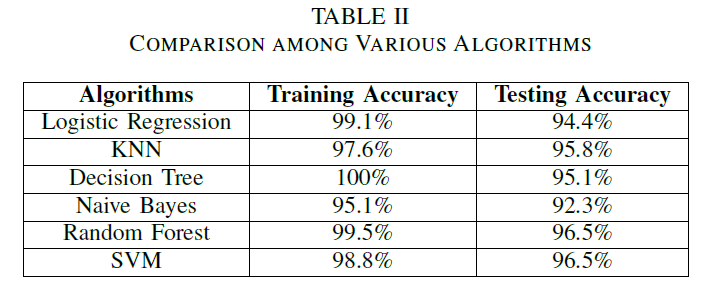 TABLE II
COMPARISON AMONG VARIOUS ALGORITHMS
Algorithms Training Accuracy Testing Accuracy
Logistic Regression 99.1% 94.4%
KNN 97.6% 95.8%
Decision Tree 100% 95.1%
Naive Bayes 95.1% 92.3%
Random Forest 99.5% 96.5%
SVM 98.8% 96.5%